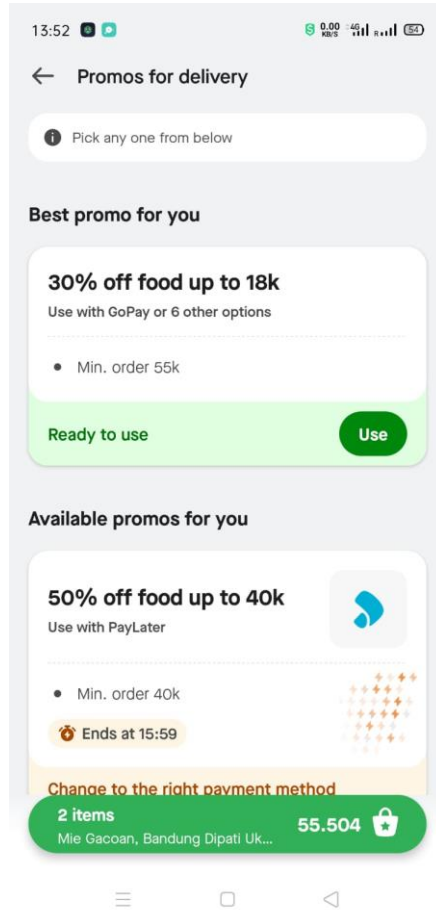 13:52
0.00
KB/S
4G
R
54
Promos for delivery
Pick any one from below
Best promo for you
30% off food up to 18k
Use with GoPay or 6 other options
Min. order 55k
Ready to use
Use
Available promos for you
50% off food up to 40k
Use with PayLater
Min. order 40k
Ends at 15:59
Change to the right payment method
2 items
Mie Gacoan, Bandung Dipati Uk...
55.504